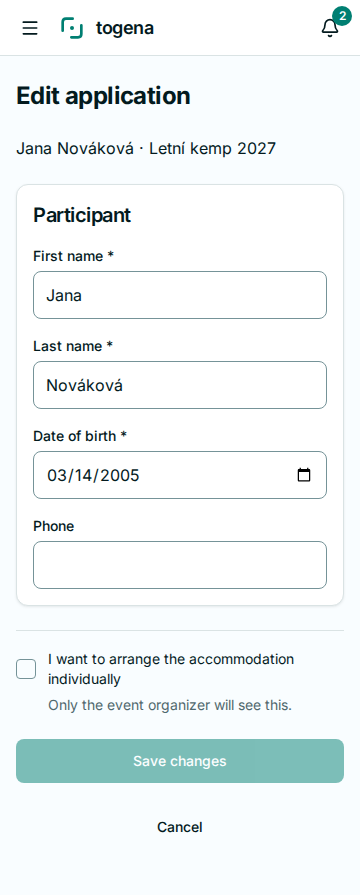 togena
2
Edit application
Jana Nováková · Letní kemp 2027
Participant
First name *
Jana
Last name *
Nováková
Date of birth *
03/14/2005
Phone
I want to arrange the accommodation
individually
Only the event organizer will see this.
Save changes
Cancel